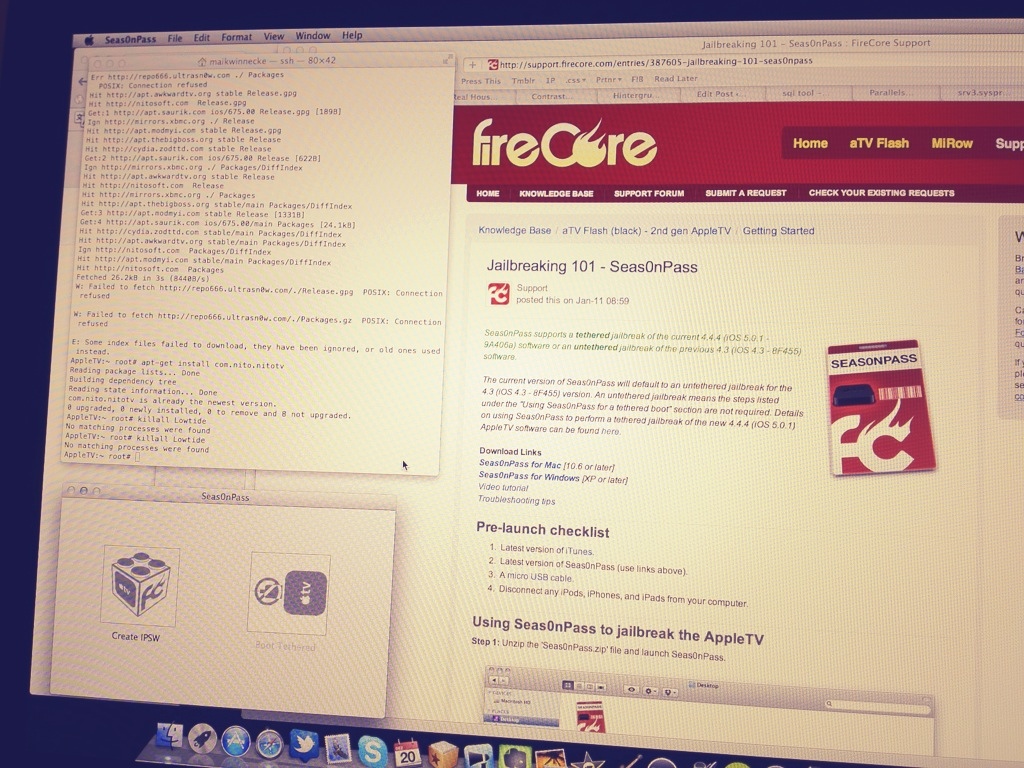 Seas0nPass File Edit Format View Window Help
maikwinnecke — ssh — 80×42
Err http://repo666.ultrasn0w.com ./ Packages
POSIX: Connection refused
Hit http://apt.awkwardtv.org stable Release.gpg
Hit http://nitosoft.com Release.gpg
Get:1 http://apt.saurik.com ios/675.00 Release.gpg [189B]
Ign http://mirrors.xbmc.org ./ Release
Hit http://apt.modmyi.com stable Release.gpg
Hit http://apt.thebigboss.org stable Release
Hit http://cydia.zodttd.com stable Release
Get:2 http://apt.saurik.com ios/675.00 Release [622B]
Ign http://mirrors.xbmc.org ./ Packages/DiffIndex
Hit http://apt.awkwardtv.org stable Release
Hit http://nitosoft.com Release
Hit http://mirrors.xbmc.org ./ Packages
Hit http://apt.thebigboss.org stable/main Packages/DiffIndex
Get:3 http://apt.modmyi.com stable Release [1331B]
Get:4 http://apt.saurik.com ios/675.00/main Packages [24.1kB]
Hit http://cydia.zodttd.com stable/main Packages/DiffIndex
Hit http://apt.awkwardtv.org stable/main Packages/DiffIndex
Ign http://nitosoft.com Packages/DiffIndex
Hit http://apt.modmyi.com stable/main Packages/DiffIndex
Hit http://nitosoft.com Packages
Fetched 26.2kB in 3s (8440B/s)
W: Failed to fetch http://repo666.ultrasn0w.com/./Release.gpg POSIX: Connection
refused
W: Failed to fetch http://repo666.ultrasn0w.com/./Packages.gz POSIX: Connection
refused
E: Some index files failed to download, they have been ignored, or old ones used
instead.
AppleTV:~ root# apt-get install com.nito.nitotv
Reading package lists... Done
Building dependency tree
Reading state information... Done
com.nito.nitotv is already the newest version.
0 upgraded, 0 newly installed, 0 to remove and 8 not upgraded.
AppleTV:~ root# killall Lowtide
No matching processes were found
AppleTV:~ root# killall Lowtide
No matching processes were found
AppleTV:~ root#
Seas0nPass
tv
FC
tv
Create IPSW
Boot Tethered
Jailbreaking 101 – Seas0nPass : FireCore Support
http://support.firecore.com/entries/387605-jailbreaking-101-seas0npass
Press This Tmblr IP css Prtnr FfB Read Later
teal Hous... Contrast... Hintergru... Edit Post ‹ sql tool –... Parallels... srv3.syspr...
fireCore
Home aTV Flash MiRow Supp
HOME KNOWLEDGE BASE SUPPORT FORUM SUBMIT A REQUEST CHECK YOUR EXISTING REQUESTS
Knowledge Base / aTV Flash (black) - 2nd gen AppleTV / Getting Started
Jailbreaking 101 - Seas0nPass
FC
Support
posted this on Jan-11 08:59
Seas0nPass supports a tethered jailbreak of the current 4.4.4 (iOS 5.0.1 -
9A406a) software or an untethered jailbreak of the previous 4.3 (iOS 4.3 - 8F455)
software.
The current version of Seas0nPass will default to an untethered jailbreak for the
4.3 (iOS 4.3 - 8F455) version. An untethered jailbreak means the steps listed
under the "Using Seas0nPass for a tethered boot" section are not required. Details
on using Seas0nPass to perform a tethered jailbreak of the new 4.4.4 (iOS 5.0.1)
AppleTV software can be found here.
SEASONPASS
FC
Download Links
Seas0nPass for Mac [10.6 or later]
Seas0nPass for Windows [XP or later]
Video tutorial
Troubleshooting tips
Pre-launch checklist
1. Latest version of iTunes.
2. Latest version of Seas0nPass (use links above).
3. A micro USB cable.
4. Disconnect any iPods, iPhones, and iPads from your computer.
Using Seas0nPass to jailbreak the AppleTV
Step 1: Unzip the 'Seas0nPass.zip' file and launch Seas0nPass.
Desktop
DEVICES
Macintosh HD
PLACES
Desktop
20